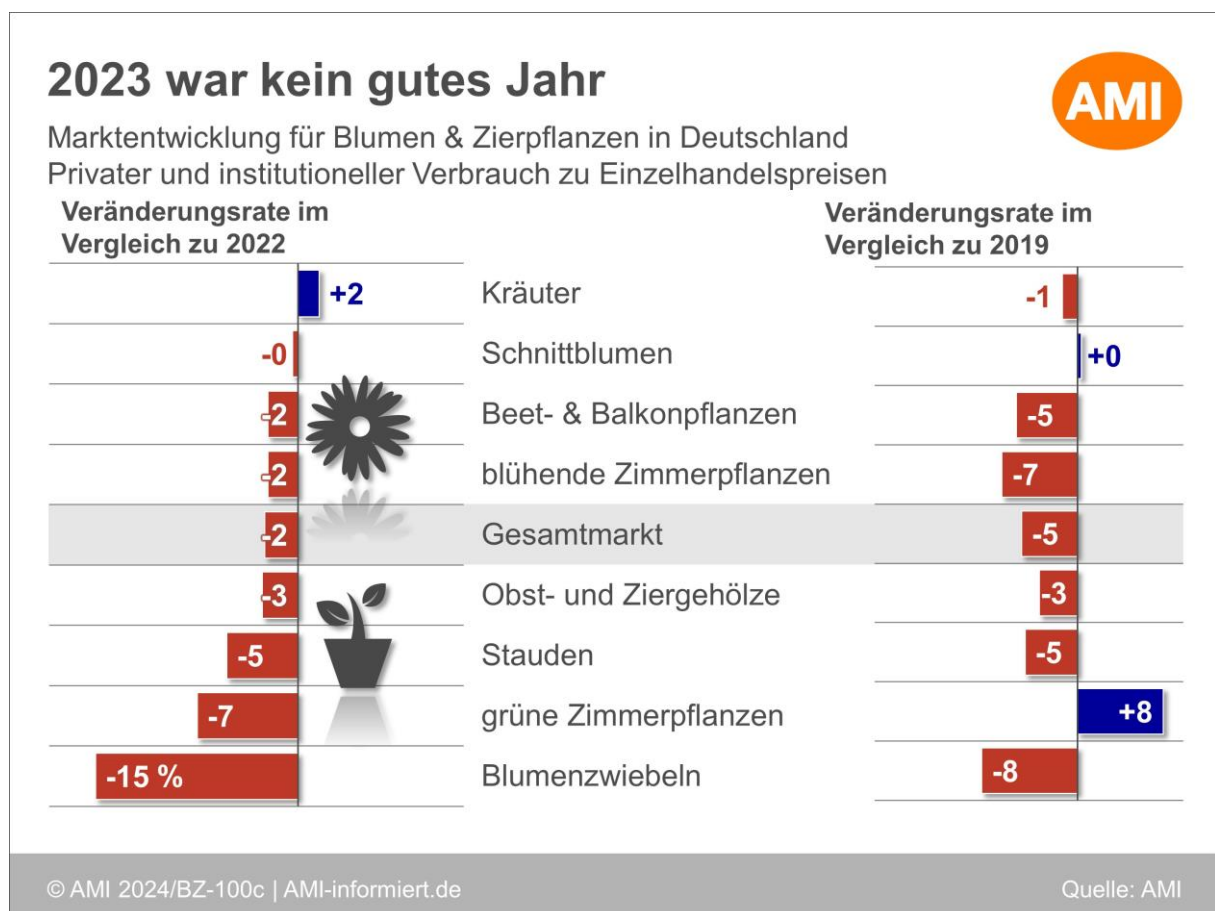 2023 war kein gutes Jahr
AMI
Marktentwicklung für Blumen & Zierpflanzen in Deutschland
Privater und institutioneller Verbrauch zu Einzelhandelspreisen
Veränderungsrate im
Vergleich zu 2022
Veränderungsrate im
Vergleich zu 2019
+2 Kräuter -1
-0 Schnittblumen +0
-2 Beet- & Balkonpflanzen -5
-2 blühende Zimmerpflanzen -7
-2 Gesamtmarkt -5
-3 Obst- und Ziergehölze -3
-5 Stauden -5
-7 grüne Zimmerpflanzen +8
-15 % Blumenzwiebeln -8
© AMI 2024/BZ-100c | AMI-informiert.de
Quelle: AMI